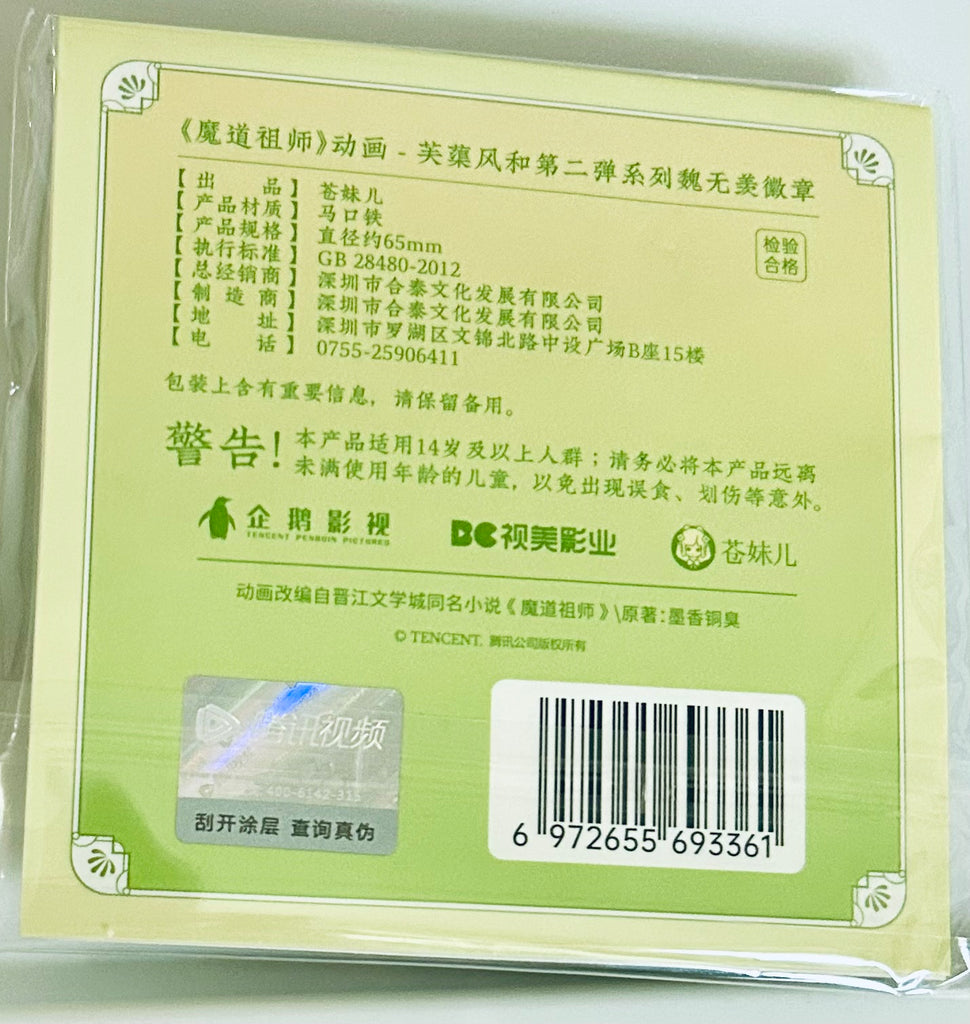 《魔道祖师》动画 - 芙蕖风和第二弹系列魏无羡徽章
【出品】 苍妹儿
【产品材质】 马口铁
【产品规格】 直径约65mm
【执行标准】 GB 28480-2012
【总经销商】 深圳市合泰文化发展有限公司
【制造商】 深圳市合泰文化发展有限公司
【地址】 深圳市罗湖区文锦北路中设广场B座15楼
【电话】 0755-25906411
检验
合格
包装上含有重要信息，请保留备用。
警告! 本产品适用14岁及以上人群；请务必将本产品远离
未满使用年龄的儿童，以免出现误食、划伤等意外。
企鹅影视
TENCENT PENGUIN PICTURES
BC视美影业
苍妹儿
动画改编自晋江文学城同名小说《魔道祖师》\原著:墨香铜臭
© TENCENT. 腾讯公司版权所有
腾讯视频
400-6142-315
刮开涂层 查询真伪
6 972655 693361